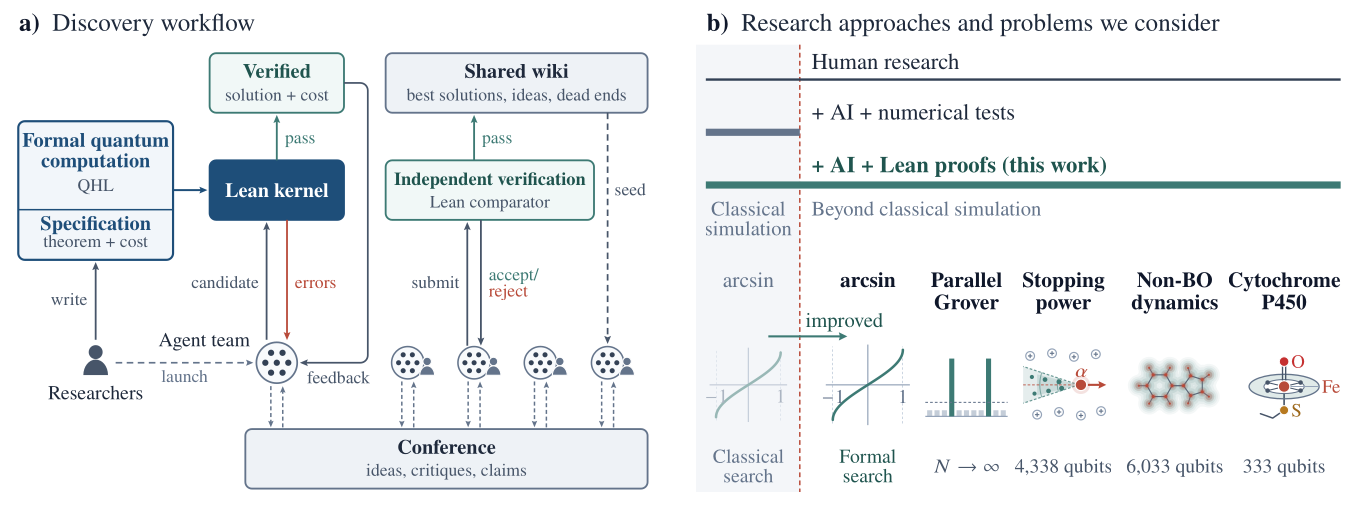 a) Discovery workflow
Verified
solution + cost
Shared wiki
best solutions, ideas, dead ends
pass
pass
Formal quantum
computation
QHL
Specification
theorem + cost
Lean kernel
Independent verification
Lean comparator
seed
write
candidate
errors
submit
accept/
reject
Agent team
launch
feedback
Researchers
Conference
ideas, critiques, claims
b) Research approaches and problems we consider
Human research
+ AI + numerical tests
+ AI + Lean proofs (this work)
Classical
simulation
Beyond classical simulation
arcsin
arcsin
Parallel
Grover
Stopping
power
Non-BO
dynamics
Cytochrome
P450
improved
−1
1
−1
1
α
O
Fe
S
Classical
search
Formal
search
N → ∞
4,338 qubits
6,033 qubits
333 qubits